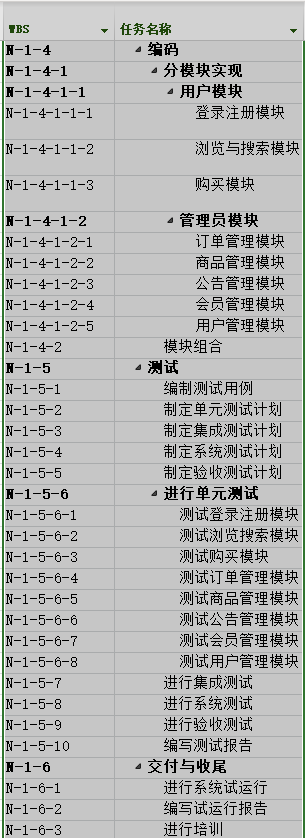 WBS 任务名称
N-1-4 编码
N-1-4-1 分模块实现
N-1-4-1-1 用户模块
N-1-4-1-1-1 登录注册模块
N-1-4-1-1-2 浏览与搜索模块
N-1-4-1-1-3 购买模块
N-1-4-1-2 管理员模块
N-1-4-1-2-1 订单管理模块
N-1-4-1-2-2 商品管理模块
N-1-4-1-2-3 公告管理模块
N-1-4-1-2-4 会员管理模块
N-1-4-1-2-5 用户管理模块
N-1-4-2 模块组合
N-1-5 测试
N-1-5-1 编制测试用例
N-1-5-2 制定单元测试计划
N-1-5-3 制定集成测试计划
N-1-5-4 制定系统测试计划
N-1-5-5 制定验收测试计划
N-1-5-6 进行单元测试
N-1-5-6-1 测试登录注册模块
N-1-5-6-2 测试浏览搜索模块
N-1-5-6-3 测试购买模块
N-1-5-6-4 测试订单管理模块
N-1-5-6-5 测试商品管理模块
N-1-5-6-6 测试公告管理模块
N-1-5-6-7 测试会员管理模块
N-1-5-6-8 测试用户管理模块
N-1-5-7 进行集成测试
N-1-5-8 进行系统测试
N-1-5-9 进行验收测试
N-1-5-10 编写测试报告
N-1-6 交付与收尾
N-1-6-1 进行系统试运行
N-1-6-2 编写试运行报告
N-1-6-3 进行培训